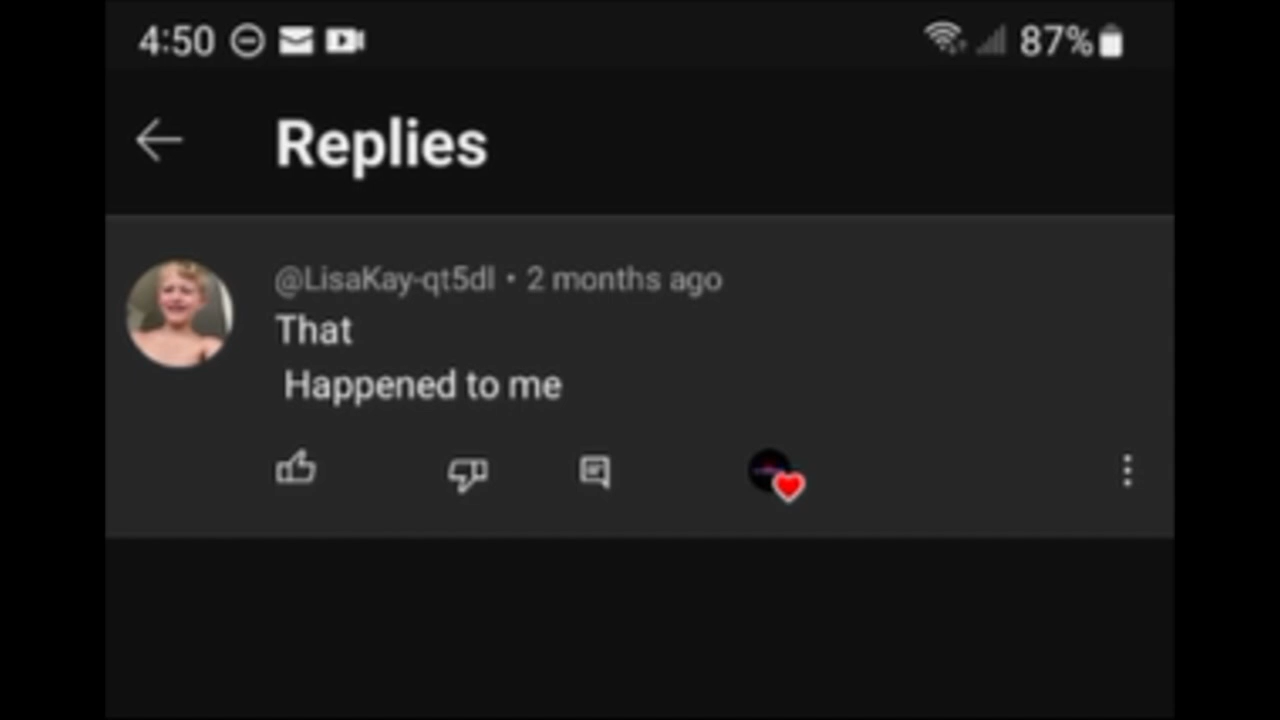 4:50 87%
Replies
@LisaKay-qt5dl • 2 months ago
That
Happened to me